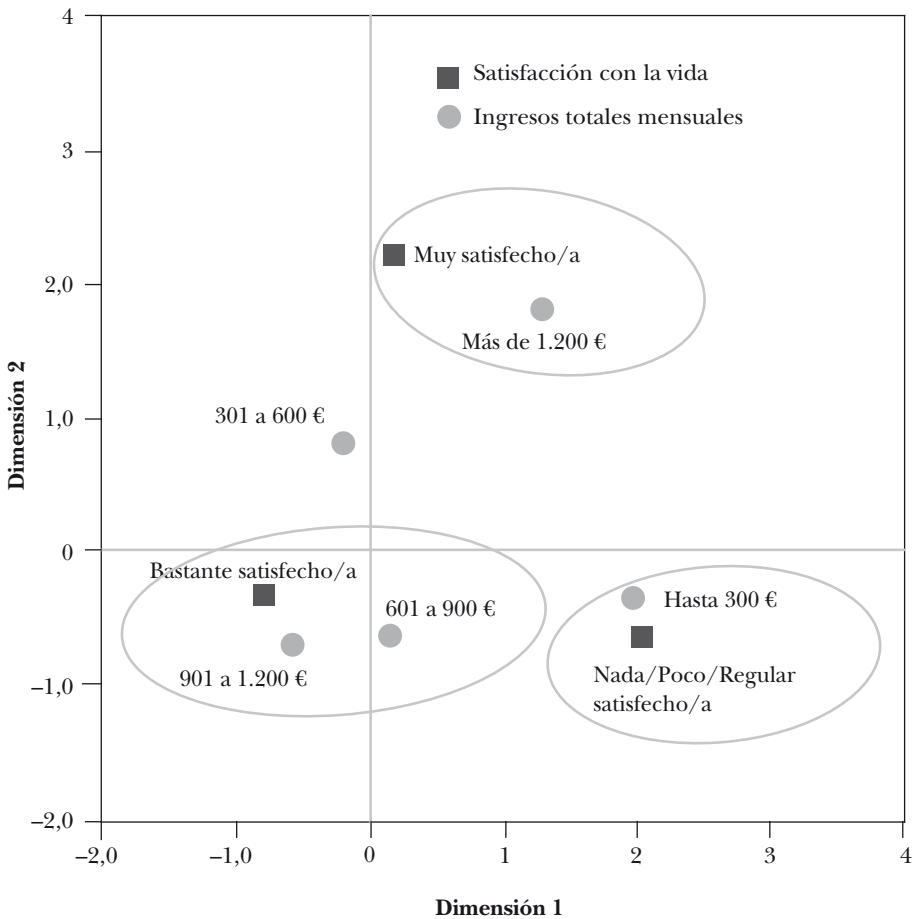 4
3
2,0
1,0
0
–1,0
–2,0
Dimensión 2
Satisfacción con la vida
Ingresos totales mensuales
Muy satisfecho/a
Más de 1.200 €
301 a 600 €
Bastante satisfecho/a
601 a 900 €
901 a 1.200 €
Hasta 300 €
Nada/Poco/Regular
satisfecho/a
–2,0
–1,0
0
1
2
3
4
Dimensión 1